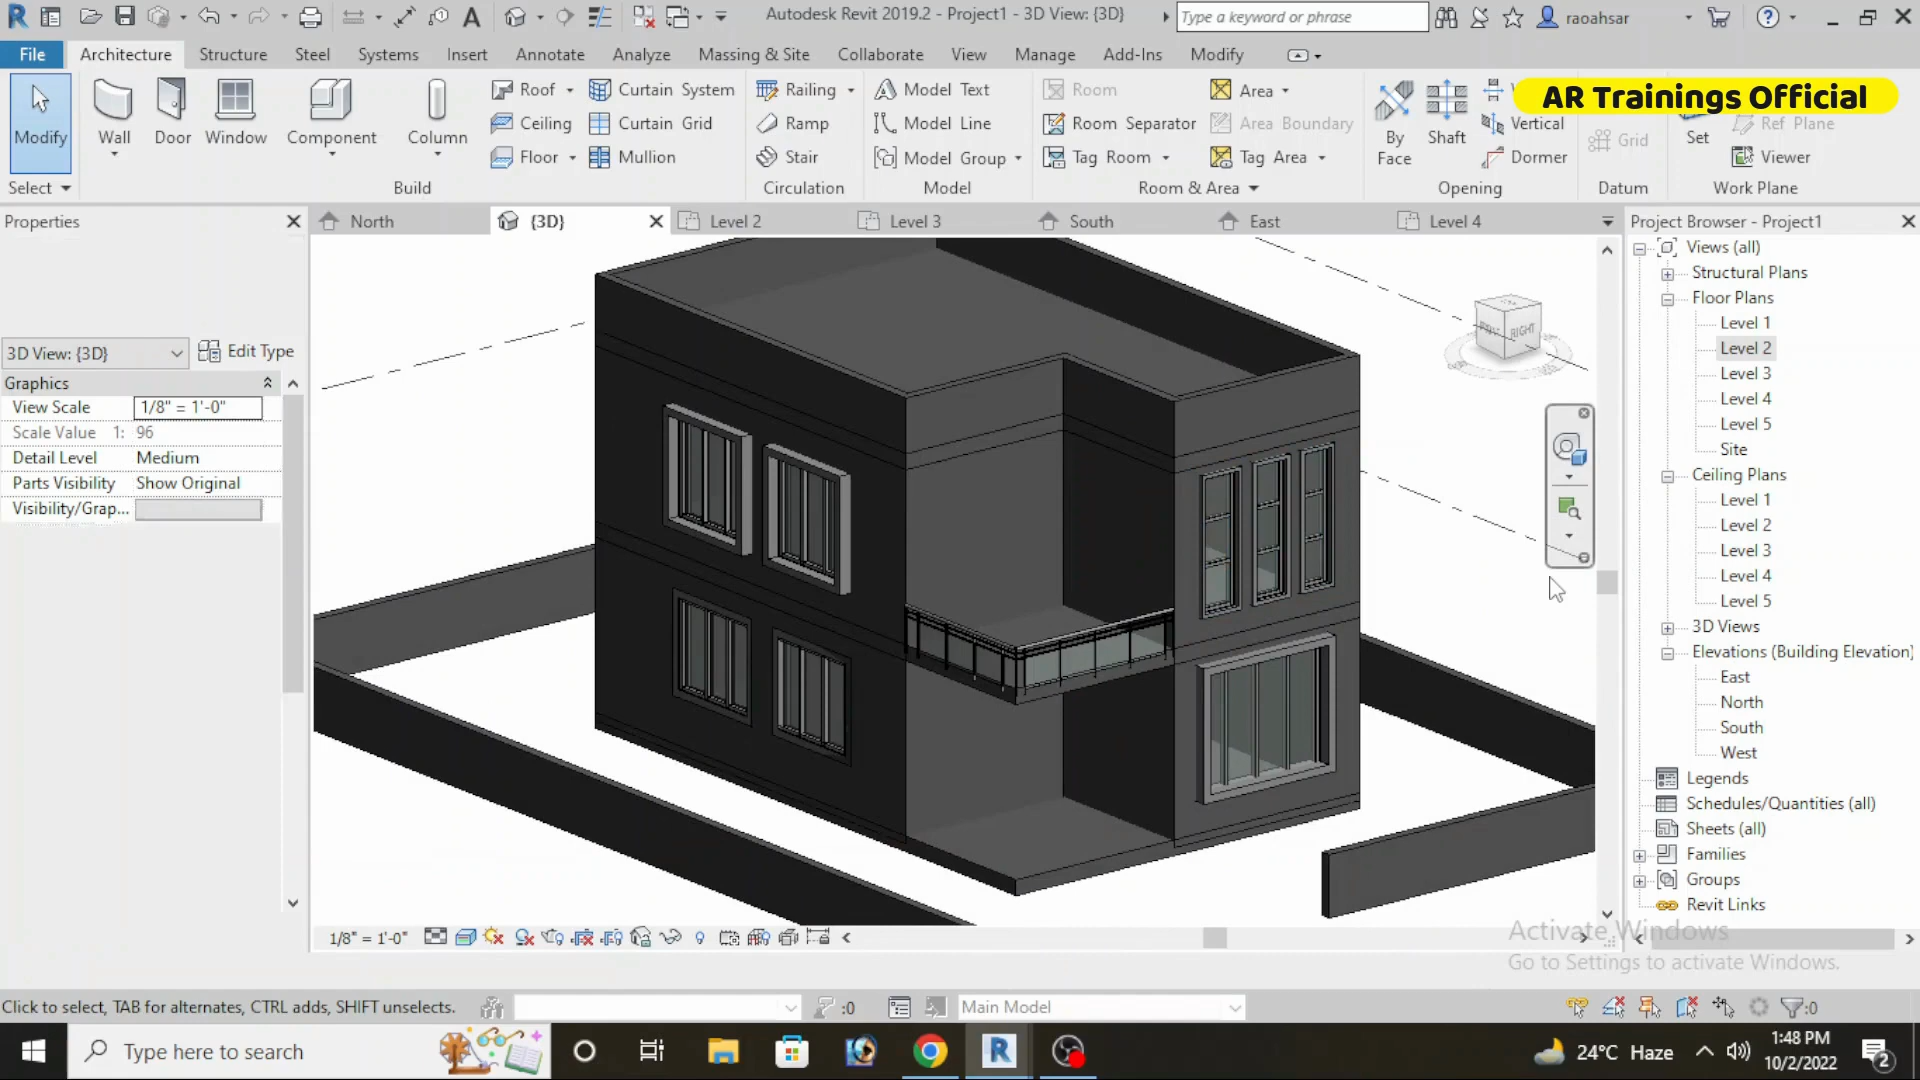 Autodesk Revit 2019.2 - Project1 - 3D View: {3D}
Type a keyword or phrase
raoahsar
File
Architecture
Structure
Steel
Systems
Insert
Annotate
Analyze
Massing & Site
Collaborate
View
Manage
Add-Ins
Modify
Modify
Wall
Door
Window
Component
Column
Roof
Ceiling
Floor
Curtain System
Curtain Grid
Mullion
Railing
Ramp
Stair
Model Text
Model Line
Model Group
Room
Room Separator
Tag Room
Area
Area Boundary
Tag Area
By Face
Shaft
Vertical
Dormer
Grid
Set
Ref Plane
Viewer
AR Trainings Official
Select
Build
Circulation
Model
Room & Area
Opening
Datum
Work Plane
Properties
North
{3D}
Level 2
Level 3
South
East
Level 4
Project Browser - Project1
3D View: {3D}
Edit Type
Graphics
View Scale 1/8" = 1'-0"
Scale Value 1: 96
Detail Level Medium
Parts Visibility Show Original
Visibility/Grap...
RIGHT
Views (all)
Structural Plans
Floor Plans
Level 1
Level 2
Level 3
Level 4
Level 5
Site
Ceiling Plans
Level 1
Level 2
Level 3
Level 4
Level 5
3D Views
Elevations (Building Elevation)
East
North
South
West
Legends
Schedules/Quantities (all)
Sheets (all)
Families
Groups
Revit Links
1/8" = 1'-0"
Activate Windows
Go to Settings to activate Windows.
Click to select, TAB for alternates, CTRL adds, SHIFT unselects.
:0
Main Model
:0
Type here to search
24°C Haze
1:48 PM
10/2/2022
2